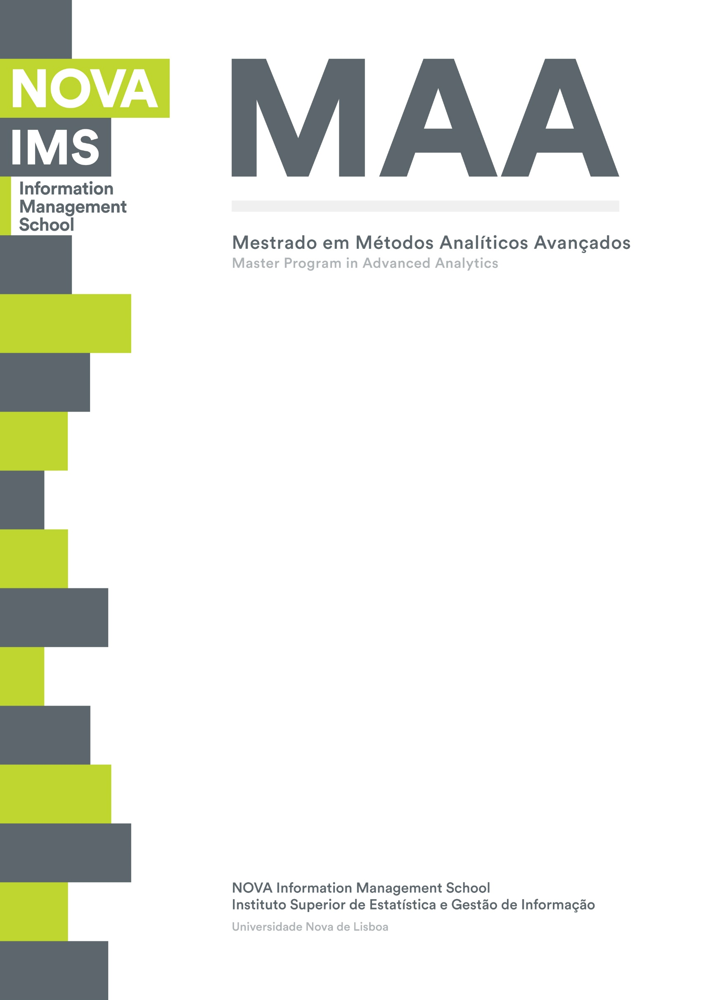 NOVA
IMS
Information
Management
School
MAA
Mestrado em Métodos Analíticos Avançados
Master Program in Advanced Analytics
NOVA Information Management School
Instituto Superior de Estatística e Gestão de Informação
Universidade Nova de Lisboa